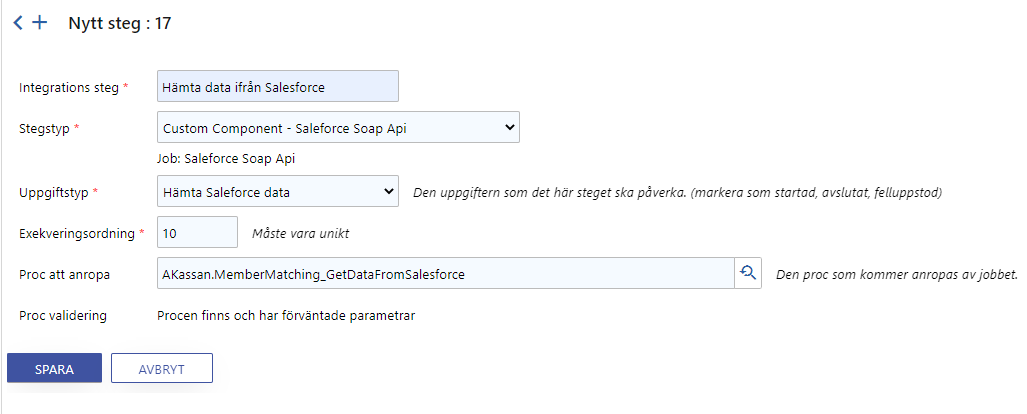 Nytt steg : 17
Integrations steg * Hämta data ifrån Salesforce
Stegstyp * Custom Component - Saleforce Soap Api
Job: Saleforce Soap Api
Uppgiftstyp * Hämta Saleforce data Den uppgiftern som det här steget ska påverka. (markera som startad, avslutat, felluppstod)
Exekveringsordning * 10 Måste vara unikt
Proc att anropa AKassan.MemberMatching_GetDataFromSalesforce Den proc som kommer anropas av jobbet.
Proc validering Procen finns och har förväntade parametrar
SPARA AVBRYT